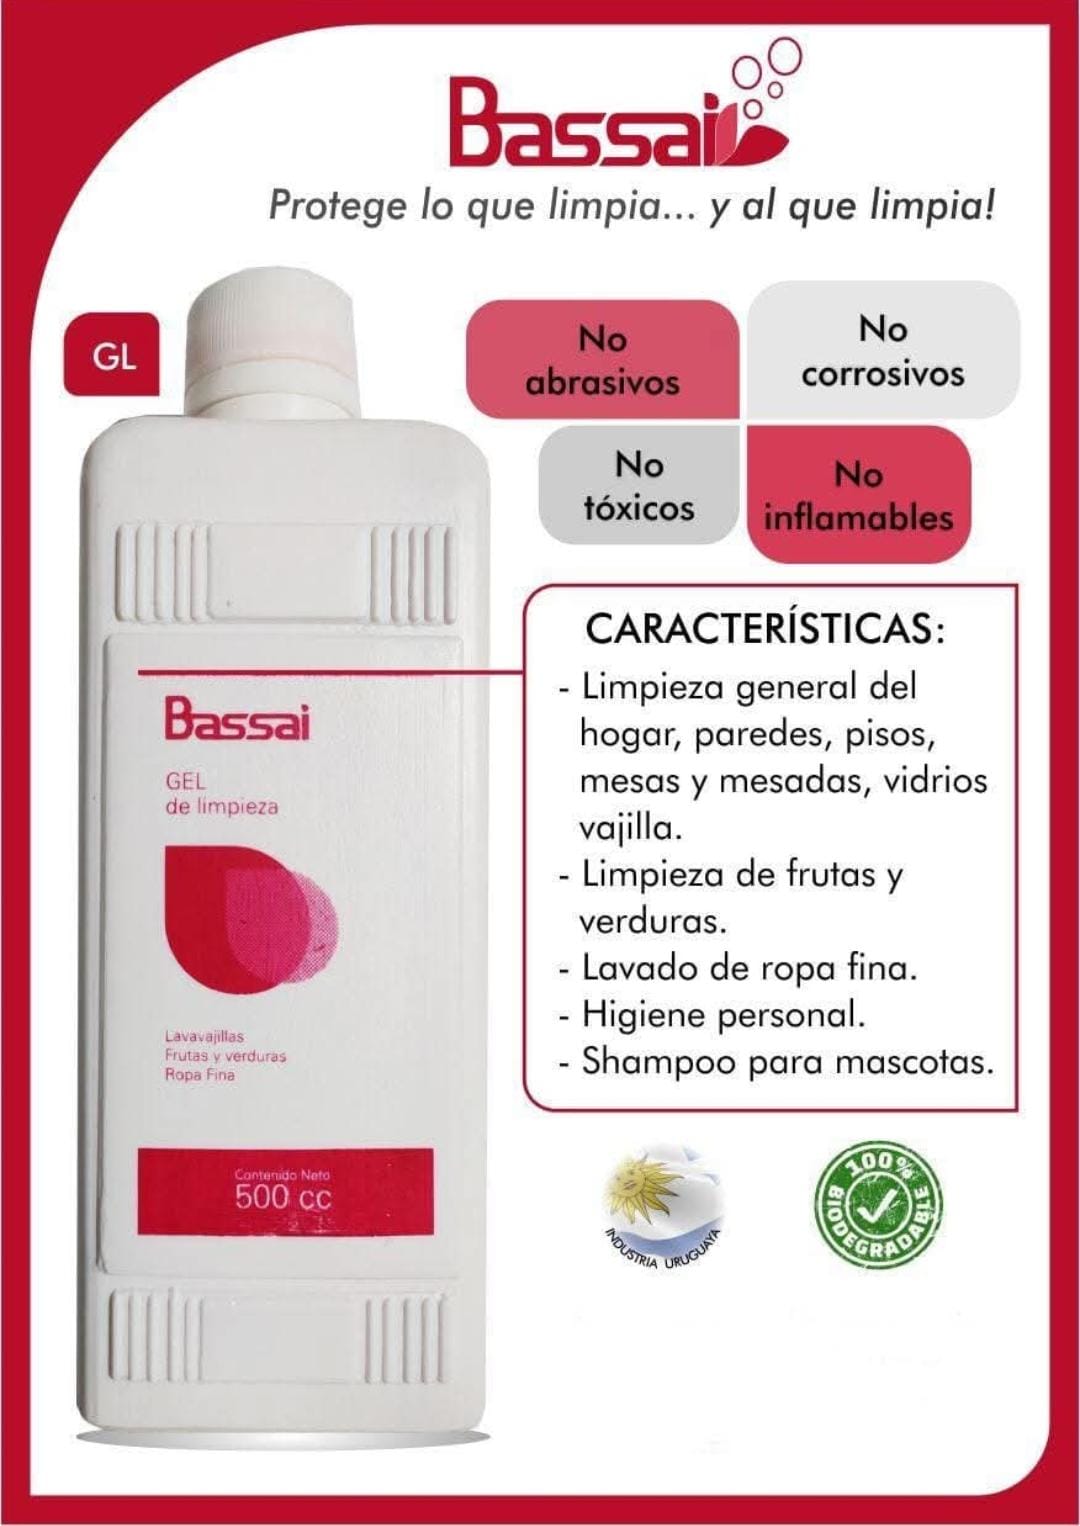 Bassai
Protege lo que limpia... y al que limpia!
GL
No
abrasivos
No
corrosivos
No
tóxicos
No
inflamables
CARACTERÍSTICAS:
- Limpieza general del
hogar, paredes, pisos,
mesas y mesadas, vidrios
vajilla.
- Limpieza de frutas y
verduras.
- Lavado de ropa fina.
- Higiene personal.
- Shampoo para mascotas.
Bassai
GEL
de limpieza
Lavavajillas
Frutas y verduras
Ropa Fina
Contenido Neto
500 cc
INDUSTRIA URUGUAYA
100%
BIODEGRADABLE